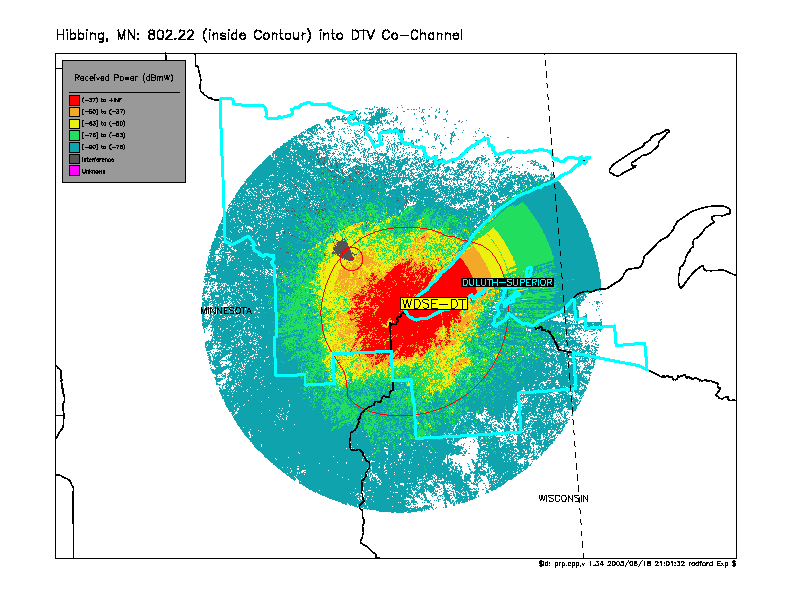 Hibbing, MN: 802.22 (inside Contour) into DTV Co-Channel
Received Power (dBmW)
[-37) to +INF
[-50) to (-37)
[-63) to (-50)
[-76) to (-63)
[-90) to (-76)
Interference
Unknown
DULUTH-SUPERIOR
WDSE-DT
MINNESOTA
WISCONSIN
$Id: prp.cpp,v 1.34 2005/08/18 21:01:32 radford Exp $